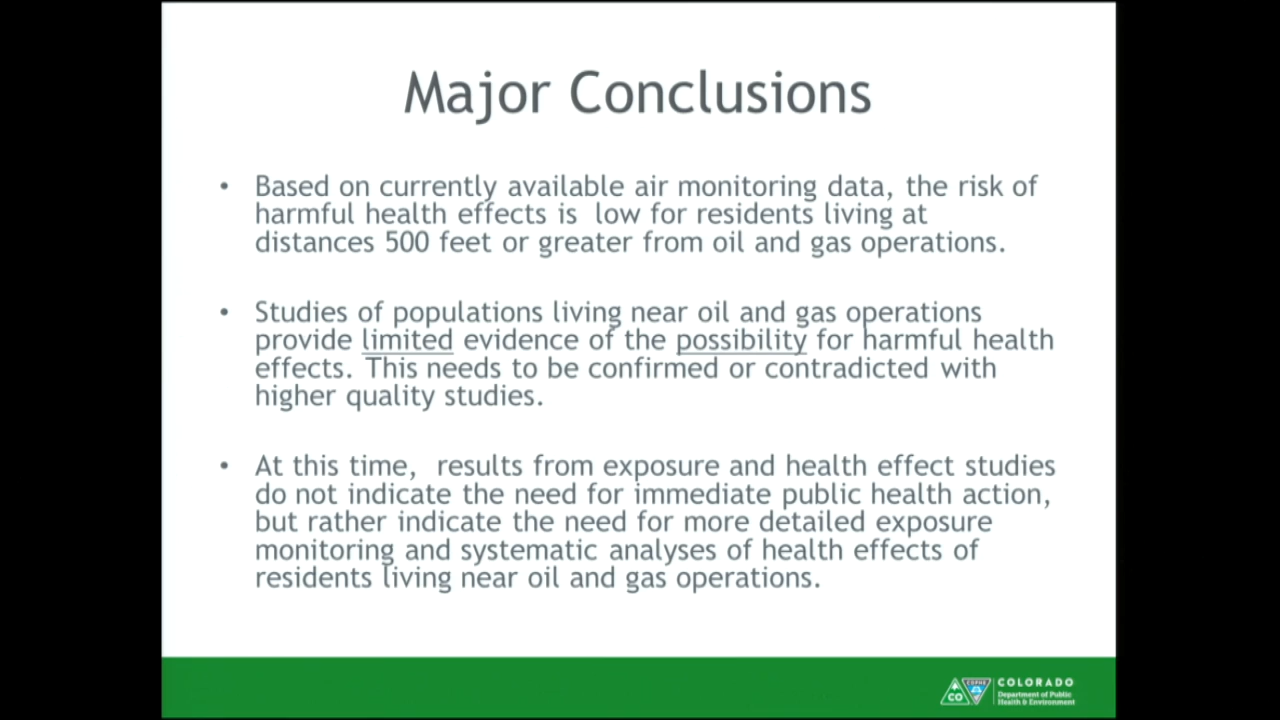 Major Conclusions
• Based on currently available air monitoring data, the risk of
harmful health effects is  low for residents living at
distances 500 feet or greater from oil and gas operations.
• Studies of populations living near oil and gas operations
provide limited evidence of the possibility for harmful health
effects. This needs to be confirmed or contradicted with
higher quality studies.
• At this time,  results from exposure and health effect studies
do not indicate the need for immediate public health action,
but rather indicate the need for more detailed exposure
monitoring and systematic analyses of health effects of
residents living near oil and gas operations.
CO
CDPHE
COLORADO
Department of Public
Health & Environment